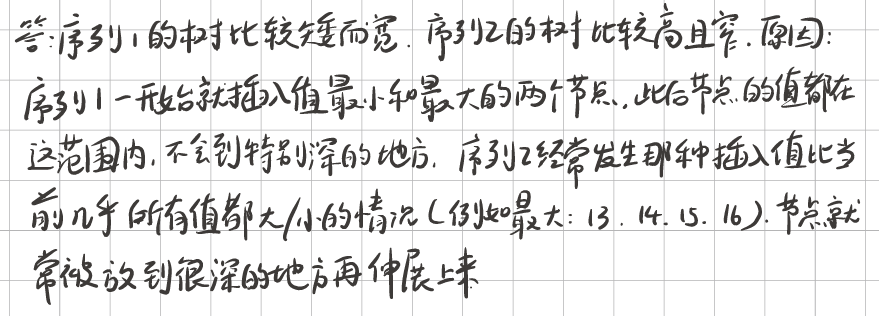 答:序列1的树比较矮而宽.序列2的树比较高且窄.原因:
序列1一开始就插入值最小和最大的两个节点,此后节点的值都在
这范围内,不会到特别深的地方.序列2经常发生那种插入值比当
前几乎所有值都大/小的情况(例如最大:13.14.15.16).节点就
常被放到很深的地方再伸展上来